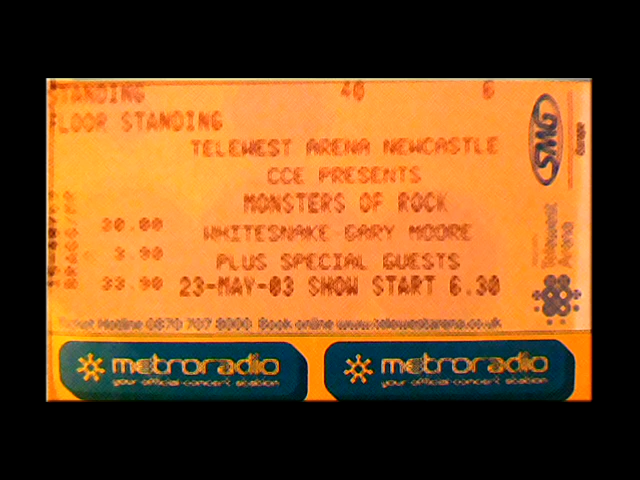 STANDING 40 6
FLOOR STANDING
TELEWEST ARENA NEWCASTLE
CCE PRESENTS
MONSTERS OF ROCK
30.00 WHITESNAKE GARY MOORE
3.90 PLUS SPECIAL GUESTS
33.90 23-MAY-03 SHOW START 6.30
Ticket Hotline 0870 707 8000 Book online www.telewestarena.co.uk
SMG
Telewest
Arena
metroradio
your official concert station
metroradio
your official concert station